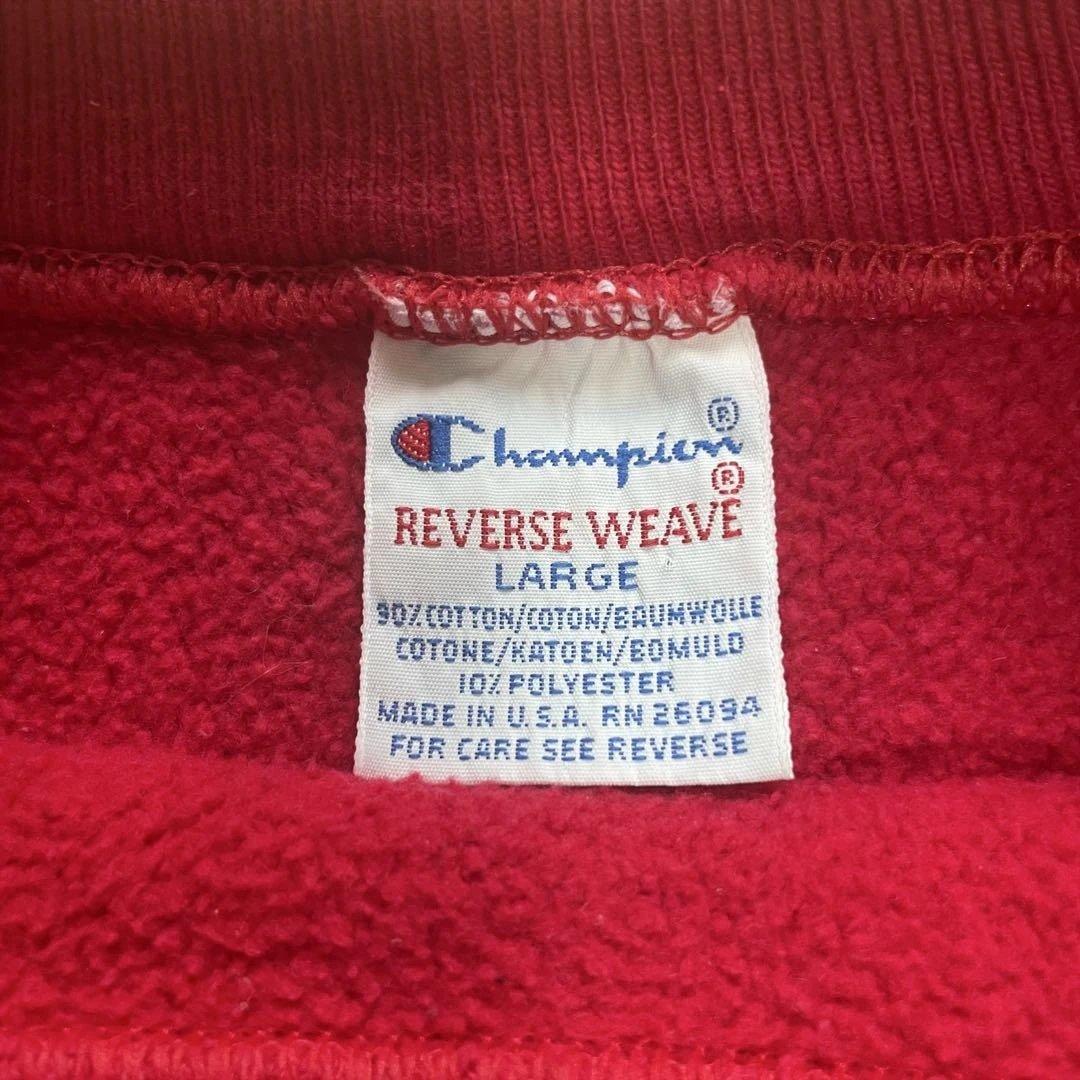 Champion®
REVERSE WEAVE®
LARGE
90% COTTON/COTON/BAUMWOLLE
COTONE/KATOEN/BOMULD
10% POLYESTER
MADE IN U.S.A. RN 26094
FOR CARE SEE REVERSE